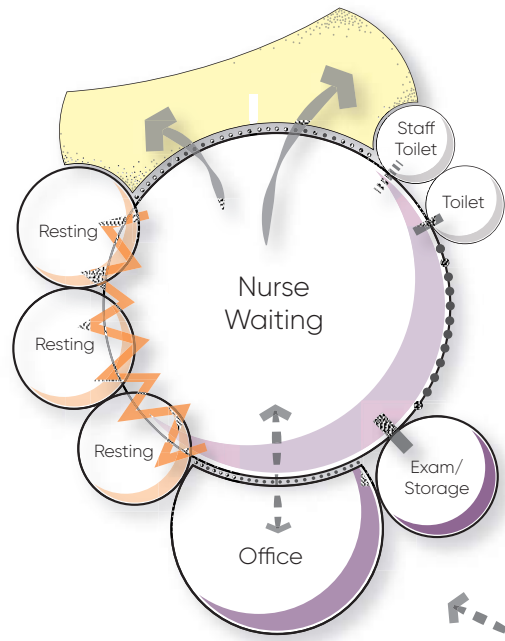 Staff
Toilet
Toilet
Resting
Nurse
Waiting
Resting
Resting
Exam/
Storage
Office